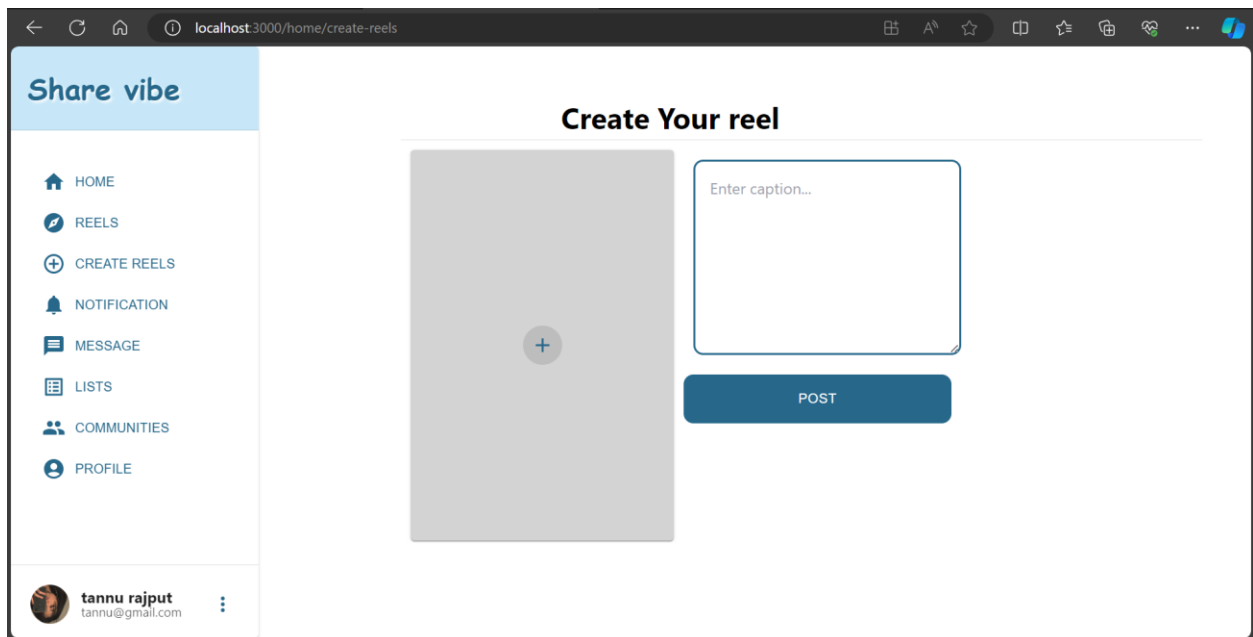 localhost:3000/home/create-reels
Share vibe
HOME
REELS
CREATE REELS
NOTIFICATION
MESSAGE
LISTS
COMMUNITIES
PROFILE
tannu rajput
tannu@gmail.com
Create Your reel
Enter caption...
POST